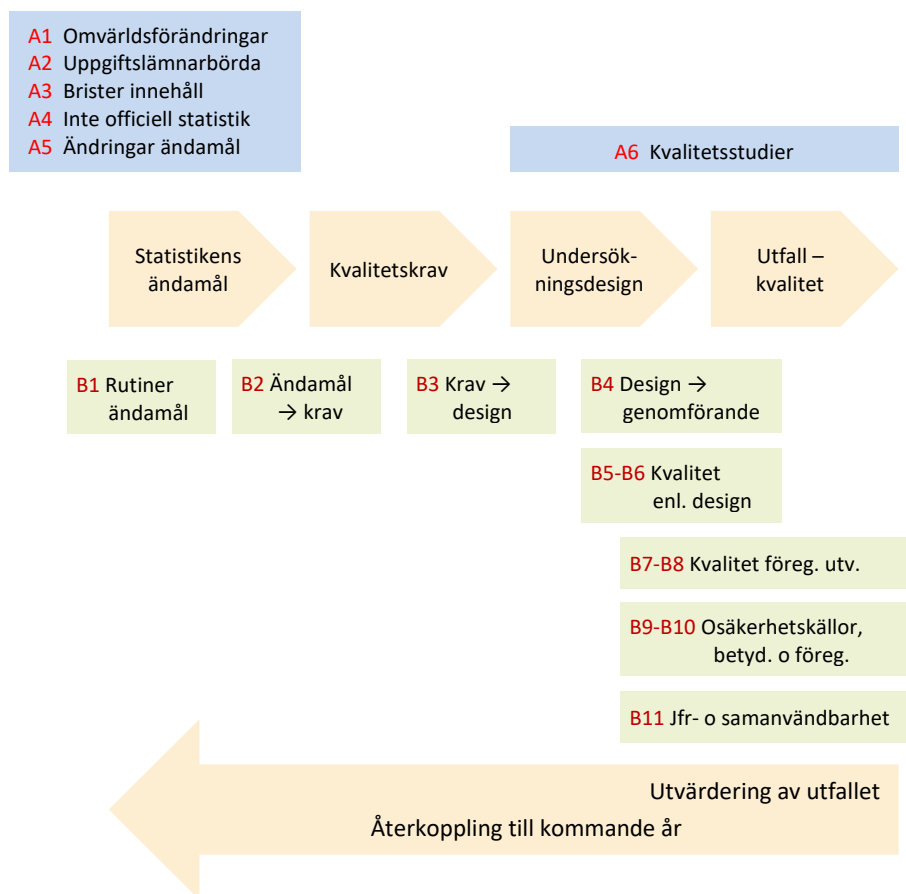 A1 Omvärldsförändringar
A2 Uppgiftslämnarbörda
A3 Brister innehåll
A4 Inte officiell statistik
A5 Ändringar ändamål
A6 Kvalitetsstudier
Statistikens
ändamål
Kvalitetskrav
Undersök-
ningsdesign
Utfall –
kvalitet
B1 Rutiner
ändamål
B2 Ändamål
→ krav
B3 Krav →
design
B4 Design →
genomförande
B5-B6 Kvalitet
enl. design
B7-B8 Kvalitet föreg. utv.
B9-B10 Osäkerhetskällor,
betyd. o föreg.
B11 Jfr- o samanvändbarhet
Utvärdering av utfallet
Återkoppling till kommande år